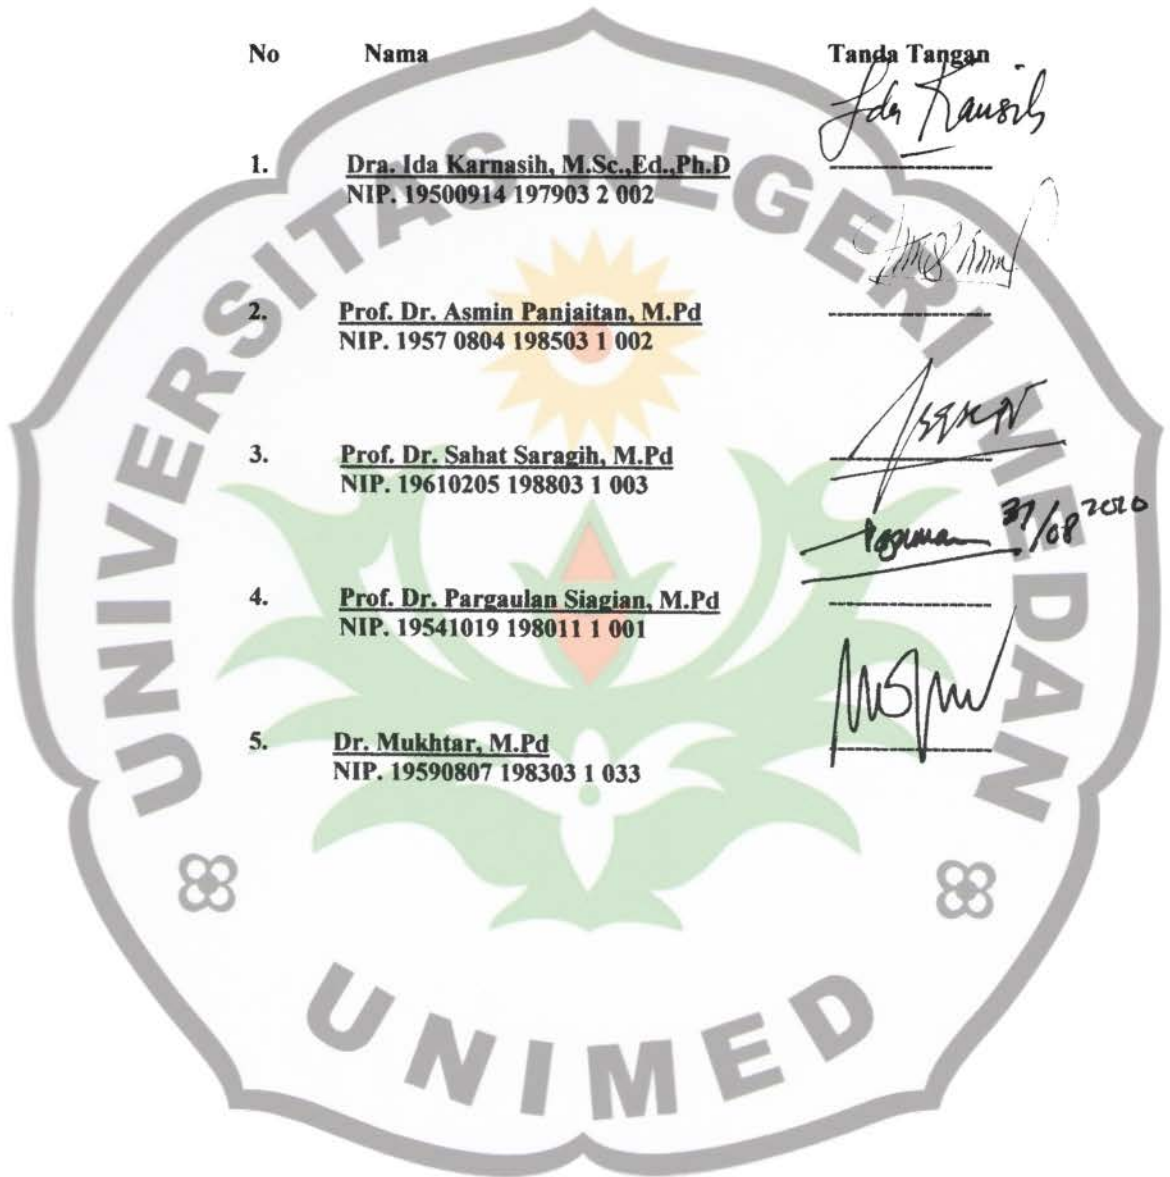 No Nama Tanda Tangan
1. Dra. Ida Karnasih, M.Sc.,Ed.,Ph.D
NIP. 19500914 197903 2 002
2. Prof. Dr. Asmin Panjaitan, M.Pd
NIP. 1957 0804 198503 1 002
3. Prof. Dr. Sahat Saragih, M.Pd
NIP. 19610205 198803 1 003
4. Prof. Dr. Pargaulan Siagian, M.Pd
NIP. 19541019 198011 1 001
5. Dr. Mukhtar, M.Pd
NIP. 19590807 198303 1 033
UNIVERSITAS NEGERI MEDAN
UNIMED